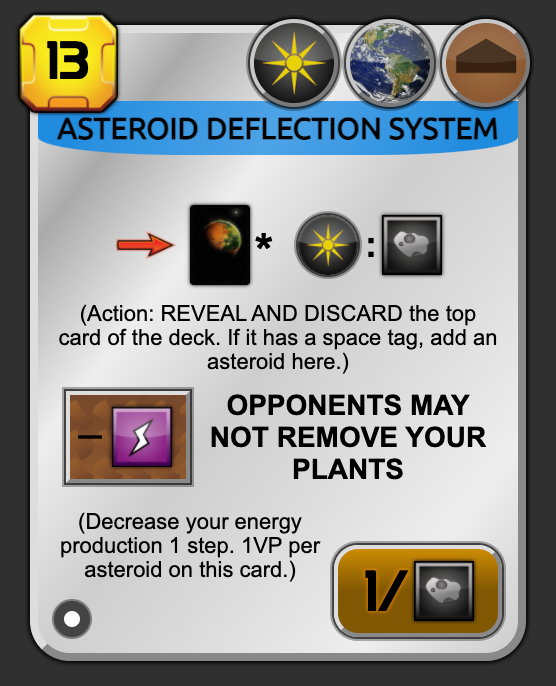 13
ASTEROID DEFLECTION SYSTEM
* :
(Action: REVEAL AND DISCARD the top
card of the deck. If it has a space tag, add an
asteroid here.)
OPPONENTS MAY
NOT REMOVE YOUR
PLANTS
–
(Decrease your energy
production 1 step. 1VP per
asteroid on this card.)
1/